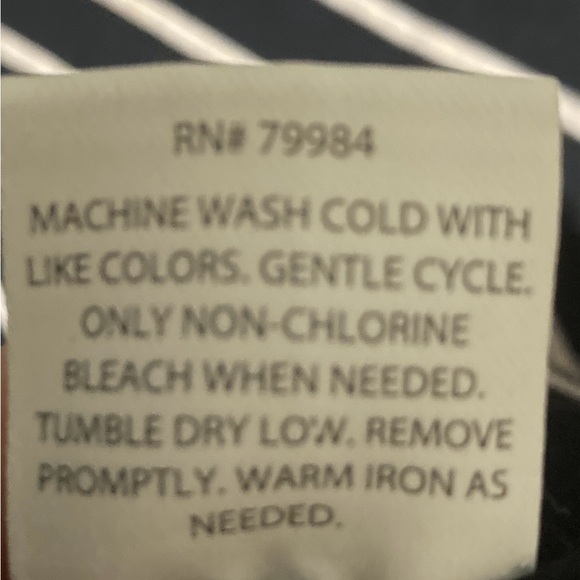 RN# 79984
MACHINE WASH COLD WITH
LIKE COLORS. GENTLE CYCLE.
ONLY NON-CHLORINE
BLEACH WHEN NEEDED.
TUMBLE DRY LOW. REMOVE
PROMPTLY. WARM IRON AS
NEEDED.